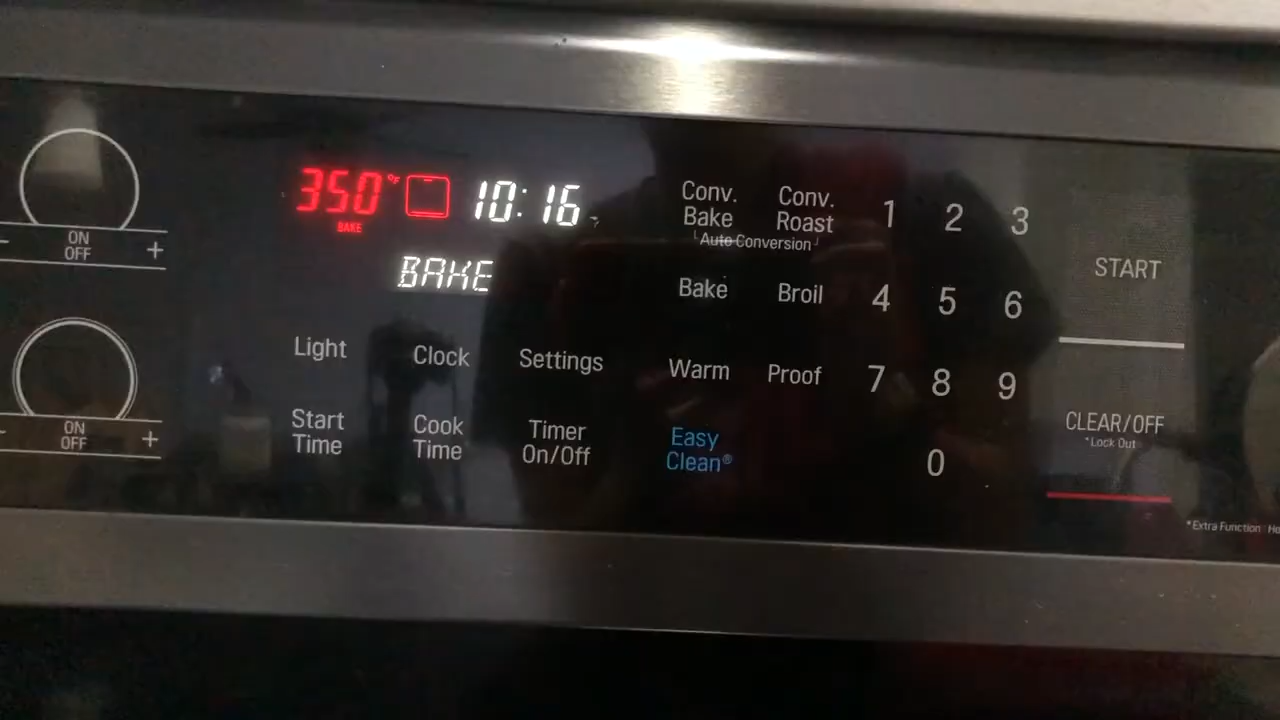 350°F 10:16
BAKE
BAKE
Conv. Bake
Conv. Roast
Auto Conversion
1 2 3
START
Bake Broil
4 5 6
Light Clock Settings
Warm Proof
7 8 9
Start Time
Cook Time
Timer On/Off
Easy Clean®
0
CLEAR/OFF
*Lock Out
*Extra Function
- ON +
OFF
- ON +
OFF